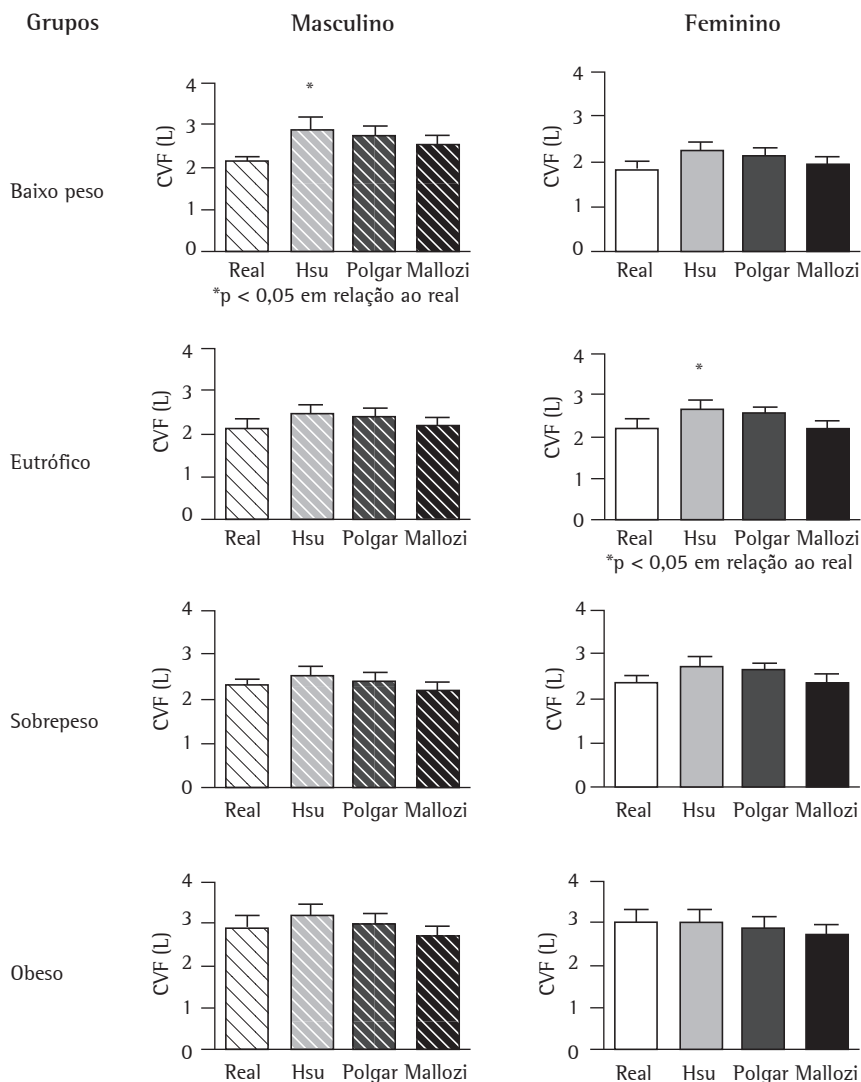 Grupos Masculino Feminino
Baixo peso
CVF (L)
4
3
2
1
0
*
Real Hsu Polgar Mallozi
*p < 0,05 em relação ao real
CVF (L)
4
3
2
1
0
Real Hsu Polgar Mallozi
Eutrófico
CVF (L)
4
3
2
1
0
Real Hsu Polgar Mallozi
CVF (L)
4
3
2
1
0
*
Real Hsu Polgar Mallozi
*p < 0,05 em relação ao real
Sobrepeso
CVF (L)
4
3
2
1
0
Real Hsu Polgar Mallozi
CVF (L)
4
3
2
1
0
Real Hsu Polgar Mallozi
Obeso
CVF (L)
4
3
2
1
0
Real Hsu Polgar Mallozi
CVF (L)
4
3
2
1
0
Real Hsu Polgar Mallozi